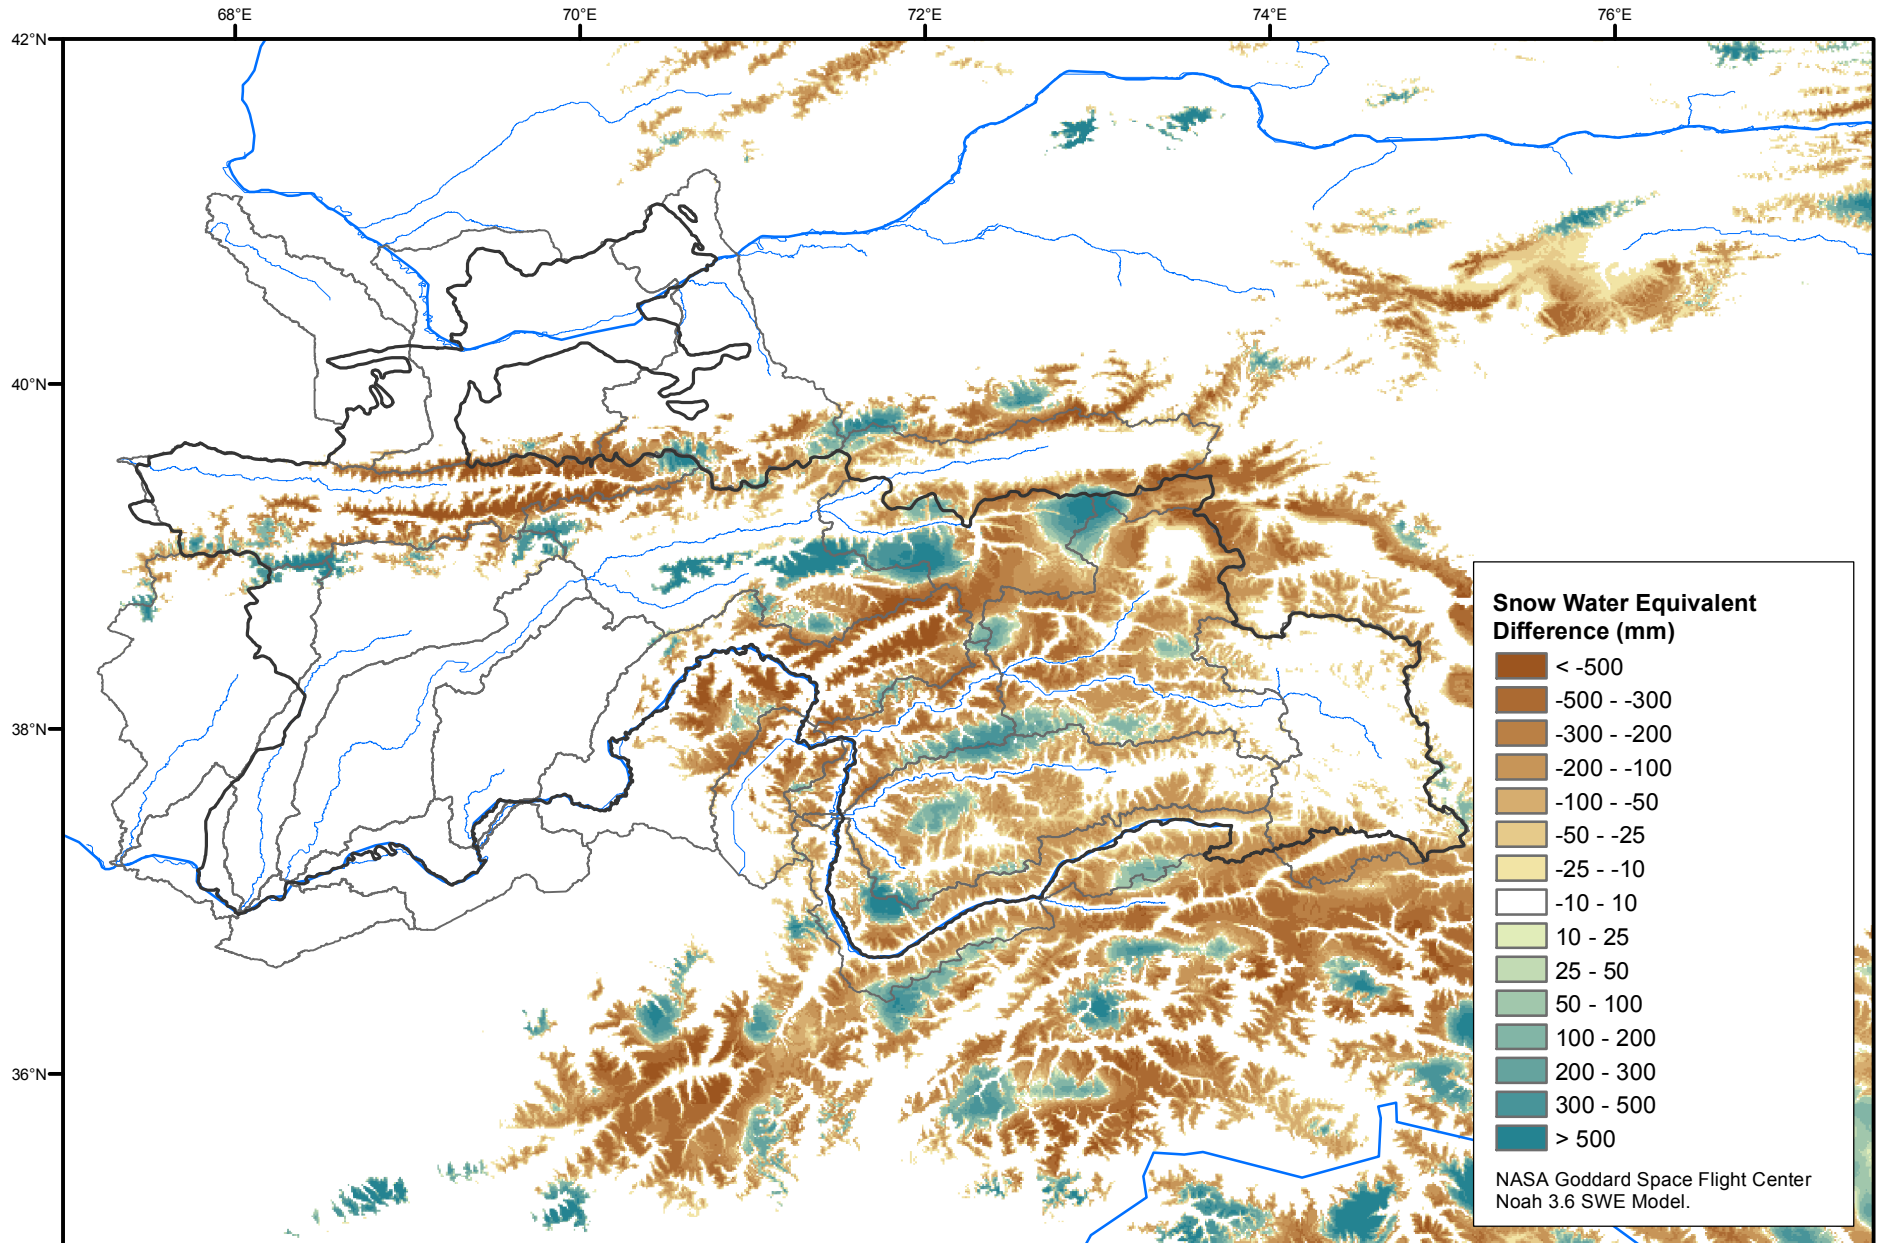 68°E
70°E
72°E
74°E
76°E
42°N
40°N
38°N
36°N
Snow Water Equivalent
Difference (mm)
< -500
-500 - -300
-300 - -200
-200 - -100
-100 - -50
-50 - -25
-25 - -10
-10 - 10
10 - 25
25 - 50
50 - 100
100 - 200
200 - 300
300 - 500
> 500
NASA Goddard Space Flight Center
Noah 3.6 SWE Model.